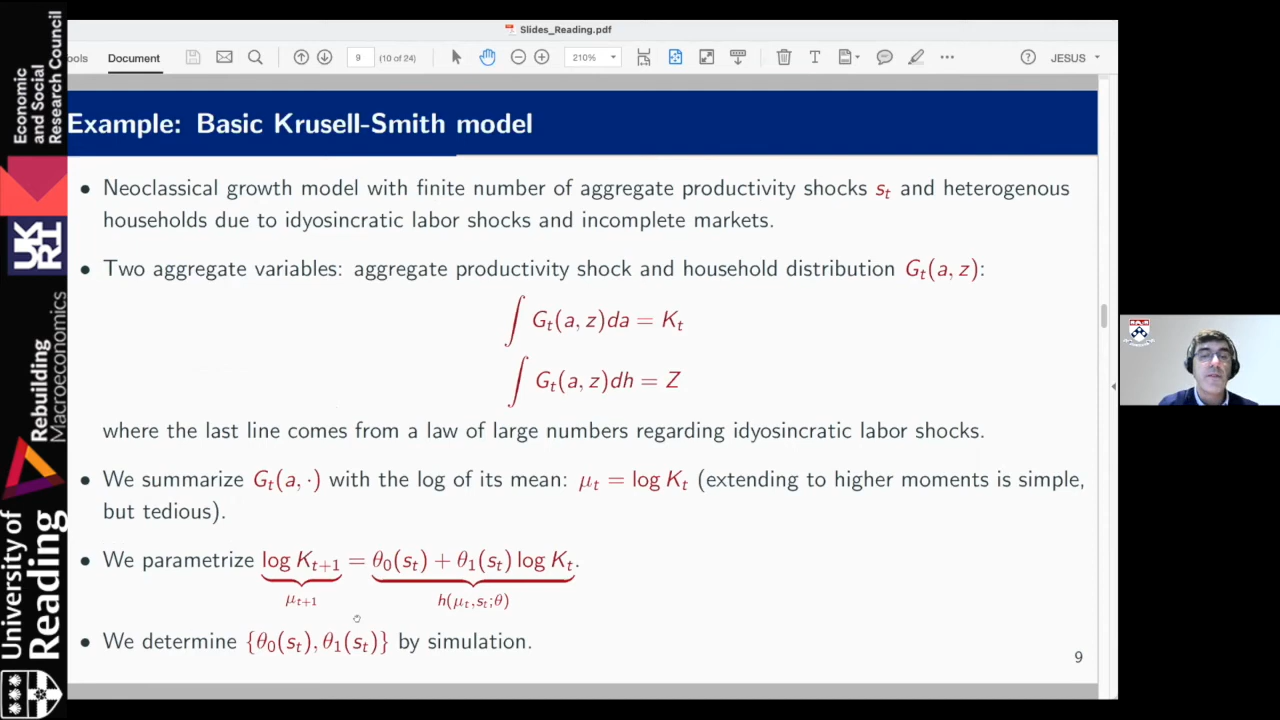 Slides_Reading.pdf
ools
Document
9
(10 of 24)
210%
JESUS
Economic and Social Research Council
UKRI
Rebuilding Macroeconomics
University of Reading
Example: Basic Krusell-Smith model
• Neoclassical growth model with finite number of aggregate productivity shocks s_t and heterogenous
households due to idyosincratic labor shocks and incomplete markets.
• Two aggregate variables: aggregate productivity shock and household distribution G_t(a, z):
∫ G_t(a, z)da = K_t
∫ G_t(a, z)dh = Z
where the last line comes from a law of large numbers regarding idyosincratic labor shocks.
• We summarize G_t(a, ·) with the log of its mean: μ_t = log K_t (extending to higher moments is simple,
but tedious).
• We parametrize log K_{t+1} = θ_0(s_t) + θ_1(s_t) log K_t.
μ_{t+1} h(μ_t,s_t;θ)
• We determine {θ_0(s_t), θ_1(s_t)} by simulation.
9